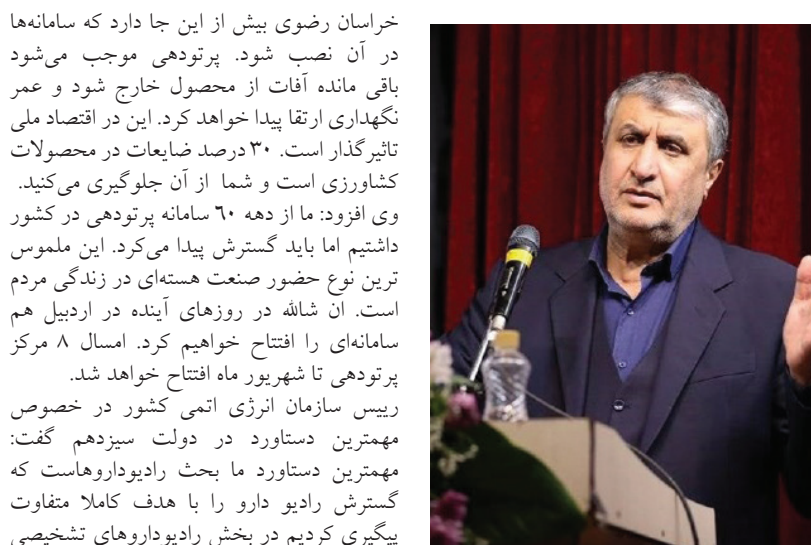 خراسان رضوی بیش از این جا دارد که سامانه‌ها
در آن نصب شود. پرتودهی موجب می‌شود
باقی مانده آفات از محصول خارج شود و عمر
نگهداری ارتقا پیدا خواهد کرد. این در اقتصاد ملی
تاثیرگذار است. ۳۰ درصد ضایعات در محصولات
کشاورزی است و شما از آن جلوگیری می‌کنید.
وی افزود: ما از دهه ۶۰ سامانه پرتودهی در کشور
داشتیم اما باید گسترش پیدا می‌کرد. این ملموس
ترین نوع حضور صنعت هسته‌ای در زندگی مردم
است. ان شالله در روزهای آینده در اردبیل هم
سامانه‌ای را افتتاح خواهیم کرد. امسال ۸ مرکز
پرتودهی تا شهریور ماه افتتاح خواهد شد.
رییس سازمان انرژی اتمی کشور در خصوص
مهمترین دستاورد در دولت سیزدهم گفت:
مهمترین دستاورد ما بحث رادیوداروهاست که
گسترش رادیو دارو را با هدف کاملا متفاوت
پیگیری کردیم در بخش رادیوداروهای تشخیصی